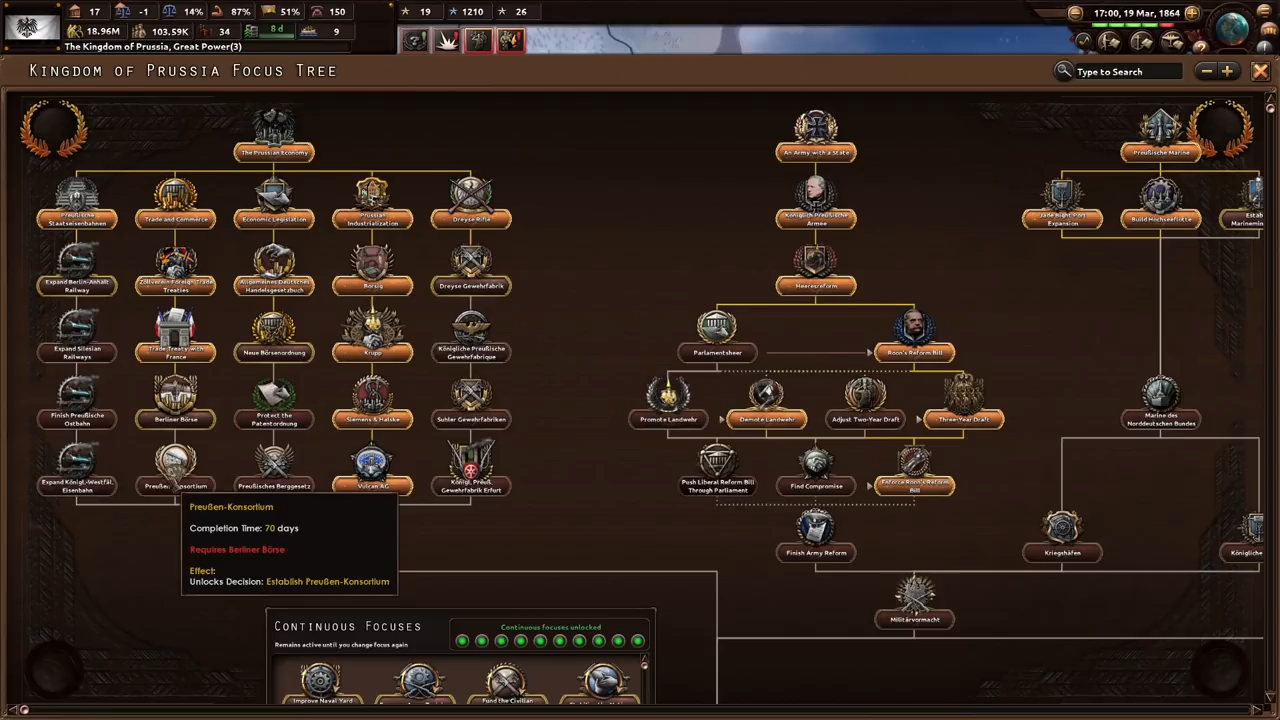 17 -1 14% 87% 51% 150 19 1210 26
17:00, 19 Mar, 1864
18.96M 103.59K 34 8 d 9
The Kingdom of Prussia, Great Power(3)
Kingdom of Prussia Focus Tree
Type to Search
The Prussian Economy
An Army with a State
Preußische Marine
Preußische Staatseisenbahnen
Trade and Commerce
Economic Legislation
Prussian Industrialization
Dreyse Rifle
Königlich Preußische Armee
Jade Bight Port Expansion
Build Hochseeflotte
Expand Berlin-Anhalt Railway
Zollverein Foreign Trade Treaties
Allgemeines Deutsches Handelsgesetzbuch
Borsig
Dreyse Gewehrfabrik
Heeresreform
Expand Silesian Railways
Trade Treaty with France
Neue Börsenordnung
Krupp
Königliche Preußische Gewehrfabrique
Parlamentsheer
Roon's Reform Bill
Finish Preußische Ostbahn
Berliner Börse
Protect the Patentordnung
Siemens & Halske
Suhler Gewehrfabriken
Promote Landwehr
Demote Landwehr
Adjust Two-Year Draft
Three-Year Draft
Marine des Norddeutschen Bundes
Expand Königl.-Westfäl. Eisenbahn
Preußen-Konsortium
Preußisches Berggesetz
Vulcan AG
Königl. Preuß. Gewehrfabrik Erfurt
Push Liberal Reform Bill Through Parliament
Find Compromise
Enforce Roon's Reform Bill
Preußen-Konsortium
Completion Time: 70 days
Requires Berliner Börse
Effect:
Unlocks Decision: Establish Preußen-Konsortium
Finish Army Reform
Kriegshäfen
Königliche
Militärvormacht
Continuous Focuses
Continuous focuses unlocked
Remains active until you change focus again
Improve Naval Yard
Fund the Civilian